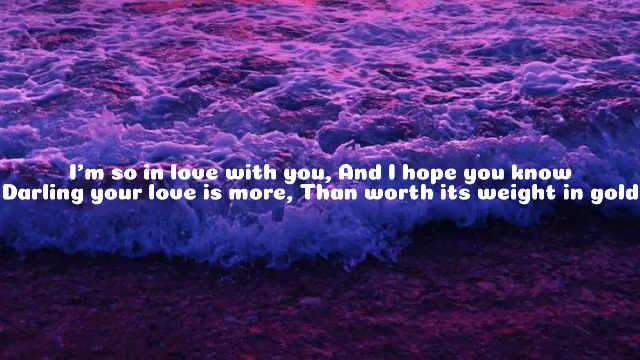 I'm so in love with you, And I hope you know
Darling your love is more, Than worth its weight in gold